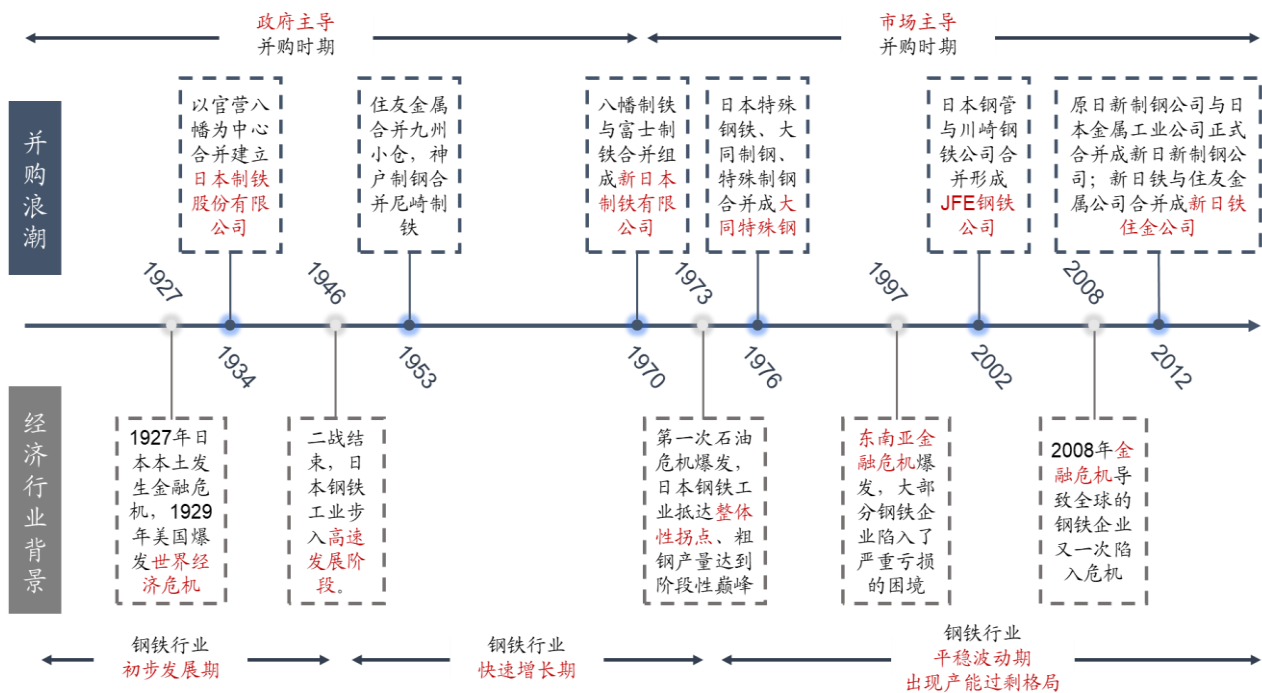 政府主导
并购时期
市场主导
并购时期
并购浪潮
以官营八
幡为中心
合并建立
日本制铁
股份有限
公司
住友金属
合并九州
小仓，神
户制钢合
并尼崎制
铁
八幡制铁
与富士制
铁合并组
成新日本
制铁有限
公司
日本特殊
钢铁、大
同制钢、
特殊制钢
合并成大
同特殊钢
日本钢管
与川崎钢
铁公司合
并形成
JFE钢铁
公司
原日新制钢公司与日
本金属工业公司正式
合并成新日新制钢公
司；新日铁与住友金
属公司合并成新日铁
住金公司
1927
1946
1973
1997
2008
1934
1953
1970
1976
2002
2012
经济行业背景
1927年日
本本土发
生金融危
机，1929
年美国爆
发世界经
济危机
二战结
束，日
本钢铁
工业步
入高速
发展阶
段。
第一次石油
危机爆发，
日本钢铁工
业抵达整体
性拐点、粗
钢产量达到
阶段性巅峰
东南亚金
融危机爆
发，大部
分钢铁企
业陷入了
严重亏损
的困境
2008年金
融危机导
致全球的
钢铁企业
又一次陷
入危机
钢铁行业
初步发展期
钢铁行业
快速增长期
钢铁行业
平稳波动期
出现产能过剩格局